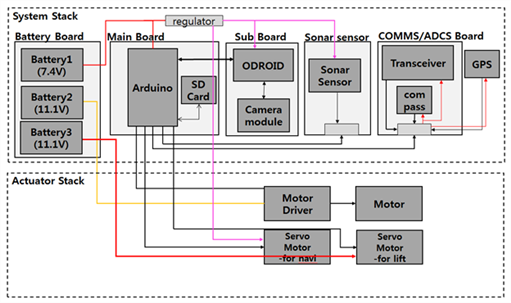 System Stack
regulator
Battery Board
Main Board
Sub Board
Sonar sensor
COMMS/ADCS Board
Battery1
(7.4V)
Battery2
(11.1V)
Battery3
(11.1V)
Arduino
SD
Card
ODROID
Camera
module
Sonar
Sensor
Transceiver
com
pass
GPS
Actuator Stack
Motor
Driver
Motor
Servo
Motor
-for navi
Servo
Motor
-for lift